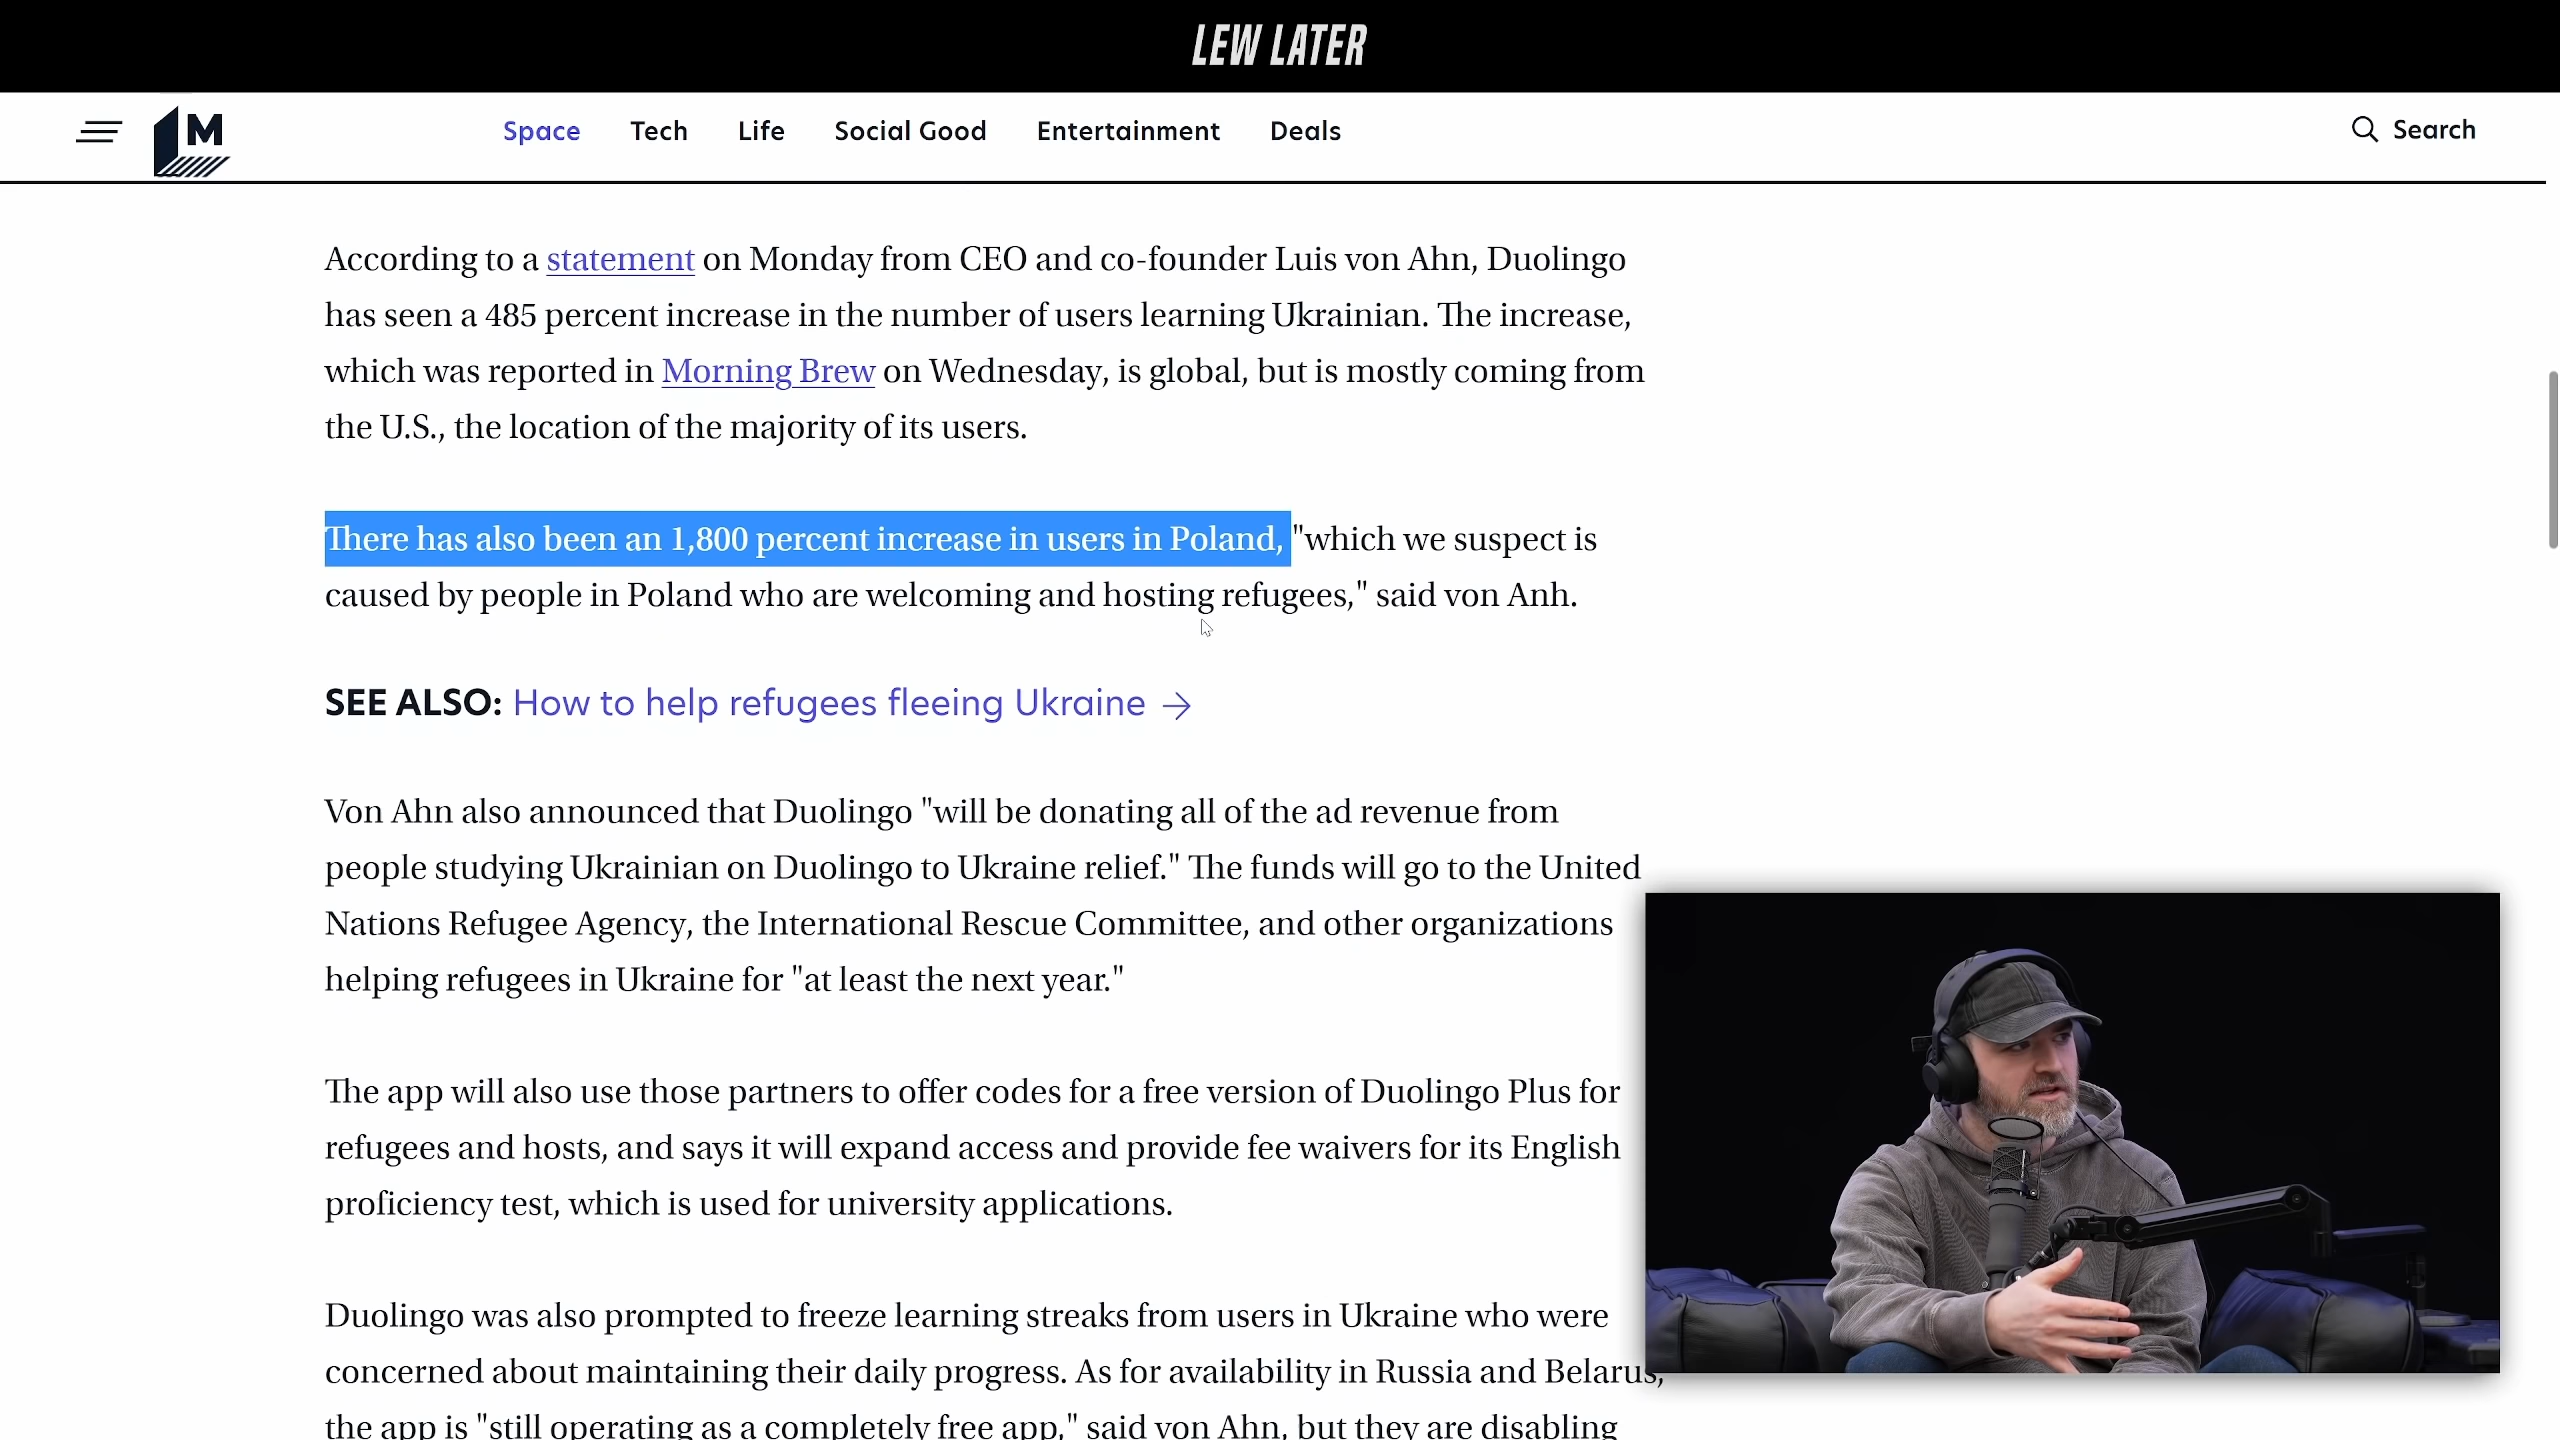 LEW LATER
M
Space Tech Life Social Good Entertainment Deals
Search
According to a statement on Monday from CEO and co-founder Luis von Ahn, Duolingo
has seen a 485 percent increase in the number of users learning Ukrainian. The increase,
which was reported in Morning Brew on Wednesday, is global, but is mostly coming from
the U.S., the location of the majority of its users.
There has also been an 1,800 percent increase in users in Poland, "which we suspect is
caused by people in Poland who are welcoming and hosting refugees," said von Anh.
SEE ALSO: How to help refugees fleeing Ukraine →
Von Ahn also announced that Duolingo "will be donating all of the ad revenue from
people studying Ukrainian on Duolingo to Ukraine relief." The funds will go to the United
Nations Refugee Agency, the International Rescue Committee, and other organizations
helping refugees in Ukraine for "at least the next year."
The app will also use those partners to offer codes for a free version of Duolingo Plus for
refugees and hosts, and says it will expand access and provide fee waivers for its English
proficiency test, which is used for university applications.
Duolingo was also prompted to freeze learning streaks from users in Ukraine who were
concerned about maintaining their daily progress. As for availability in Russia and Belarus,
the app is "still operating as a completely free app," said von Ahn, but they are disabling